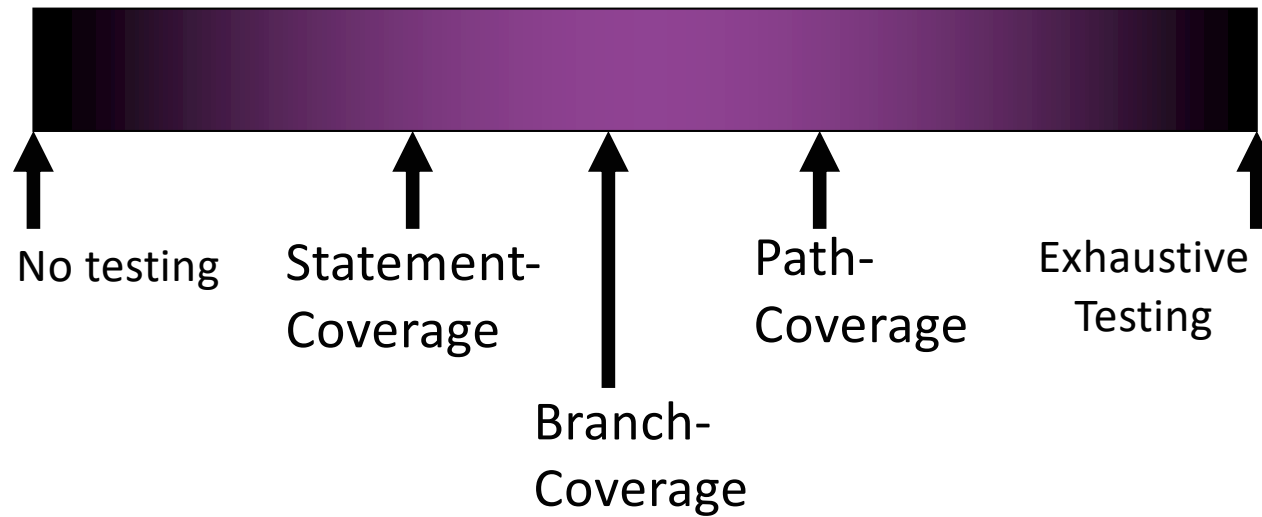 No testing
Statement-
Coverage
Branch-
Coverage
Path-
Coverage
Exhaustive
Testing